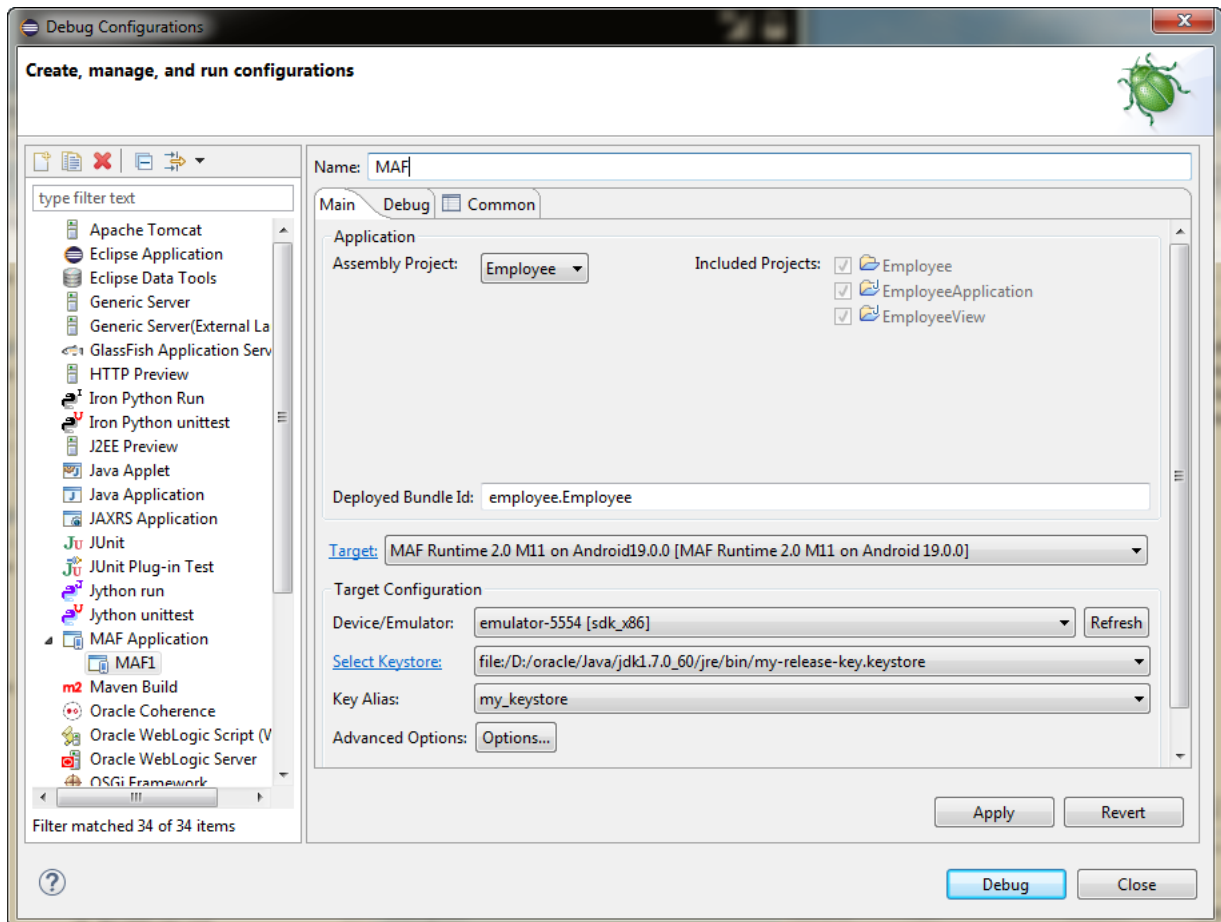 Debug Configurations
Create, manage, and run configurations
type filter text
Apache Tomcat
Eclipse Application
Eclipse Data Tools
Generic Server
Generic Server(External La
GlassFish Application Serv
HTTP Preview
Iron Python Run
Iron Python unittest
J2EE Preview
Java Applet
Java Application
JAXRS Application
JUnit
JUnit Plug-in Test
Jython run
Jython unittest
MAF Application
MAF1
Maven Build
Oracle Coherence
Oracle WebLogic Script (W
Oracle WebLogic Server
OSGi Framework
Filter matched 34 of 34 items
Name: MAF
Main Debug Common
Application
Assembly Project: Employee
Included Projects: Employee
EmployeeApplication
EmployeeView
Deployed Bundle Id: employee.Employee
Target: MAF Runtime 2.0 M11 on Android19.0.0 [MAF Runtime 2.0 M11 on Android 19.0.0]
Target Configuration
Device/Emulator: emulator-5554 [sdk_x86] Refresh
Select Keystore: file:/D:/oracle/Java/jdk1.7.0_60/jre/bin/my-release-key.keystore
Key Alias: my_keystore
Advanced Options: Options...
Apply Revert
Debug Close